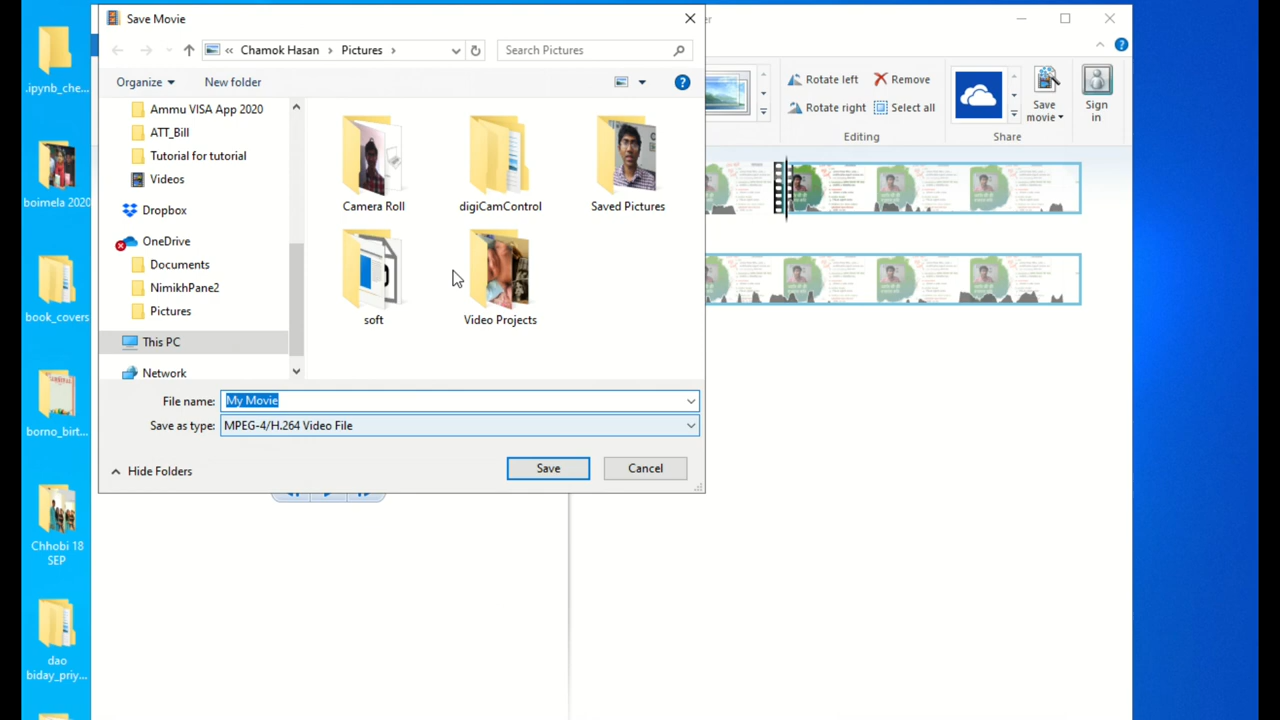 .ipynb_che...
boimela 2020
book_covers
borno_birt...
Chhobi 18
SEP
dao
biday_priy...
Save Movie
« Chamok Hasan › Pictures ›
Search Pictures
Organize
New folder
Ammu VISA App 2020
ATT_Bill
Tutorial for tutorial
Videos
Dropbox
OneDrive
Documents
NimikhPane2
Pictures
This PC
Network
Camera Roll
digiCamControl
Saved Pictures
soft
Video Projects
File name: My Movie
Save as type: MPEG-4/H.264 Video File
Hide Folders
Save
Cancel
Rotate left
Remove
Rotate right
Select all
Editing
Save
movie
Sign
in
Share